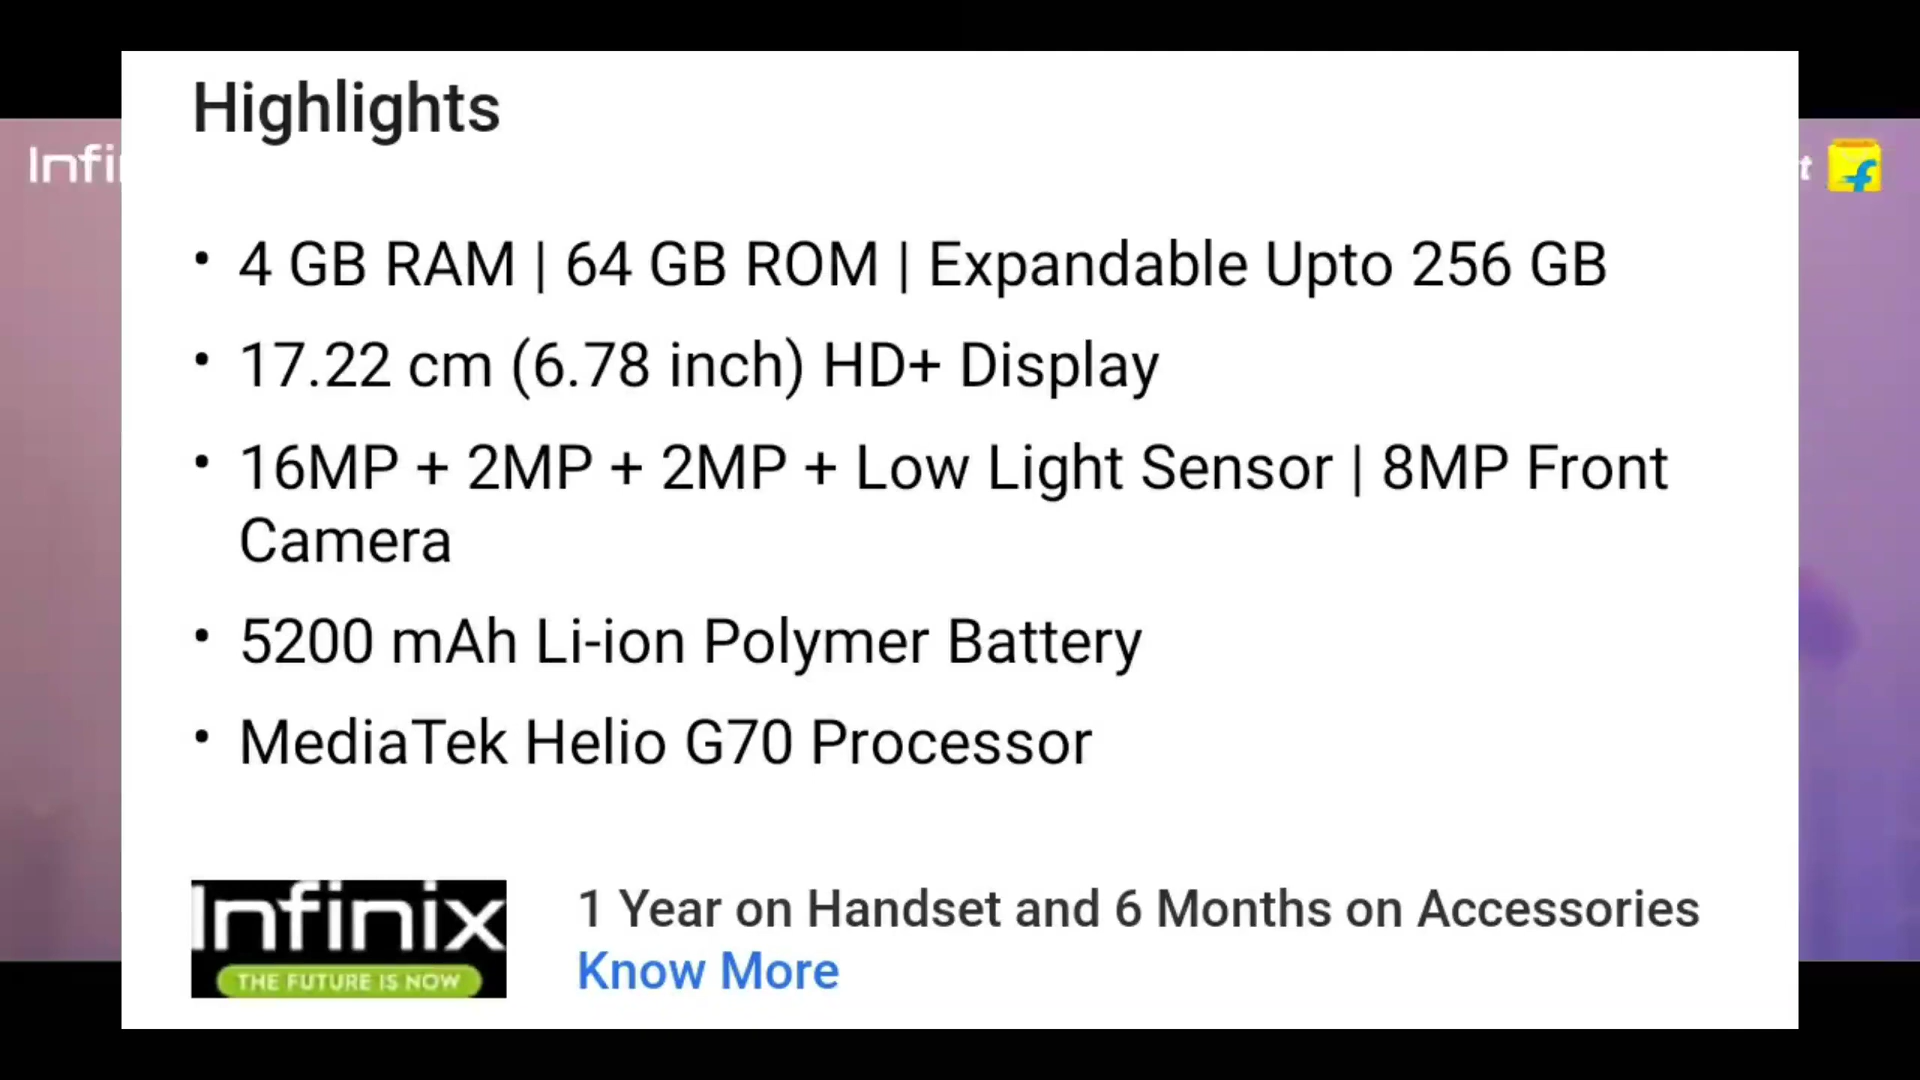 Highlights
Infi
t
• 4 GB RAM | 64 GB ROM | Expandable Upto 256 GB
• 17.22 cm (6.78 inch) HD+ Display
• 16MP + 2MP + 2MP + Low Light Sensor | 8MP Front
Camera
• 5200 mAh Li-ion Polymer Battery
• MediaTek Helio G70 Processor
Infinix
THE FUTURE IS NOW
1 Year on Handset and 6 Months on Accessories
Know More